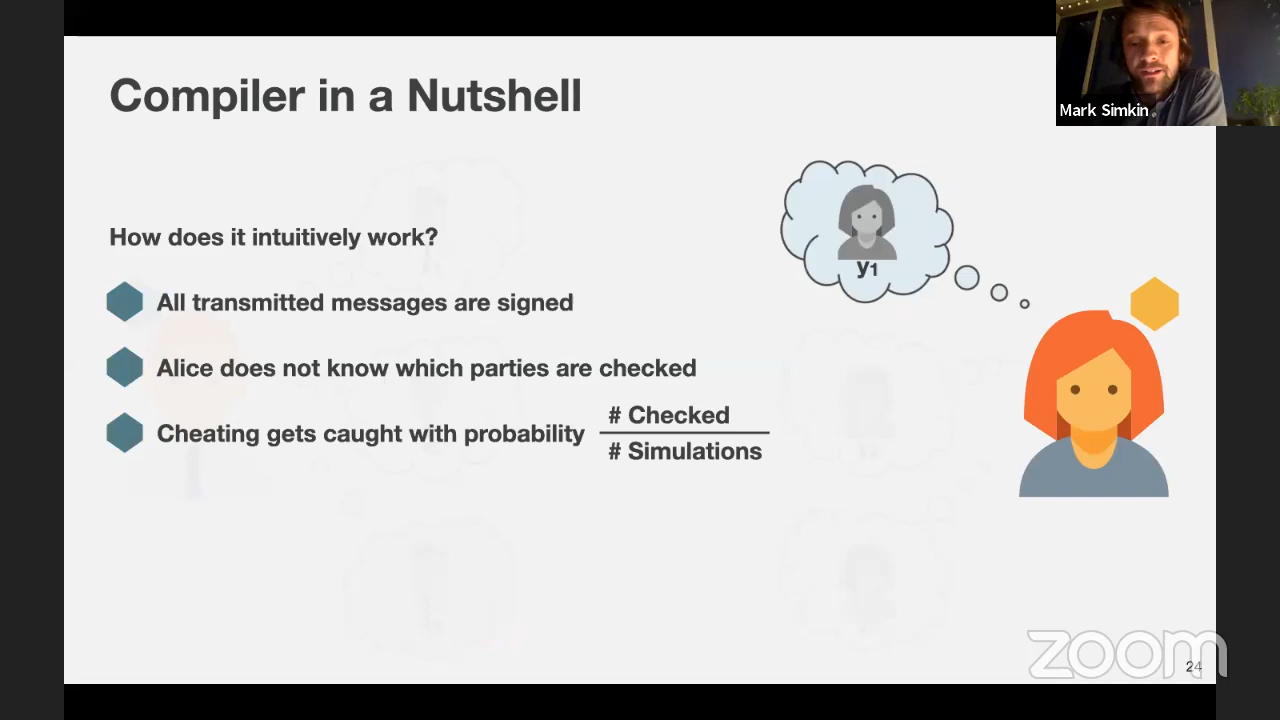 Compiler in a Nutshell
Mark Simkin
How does it intuitively work?
y1
All transmitted messages are signed
Alice does not know which parties are checked
Cheating gets caught with probability
# Checked
# Simulations
zoom
24